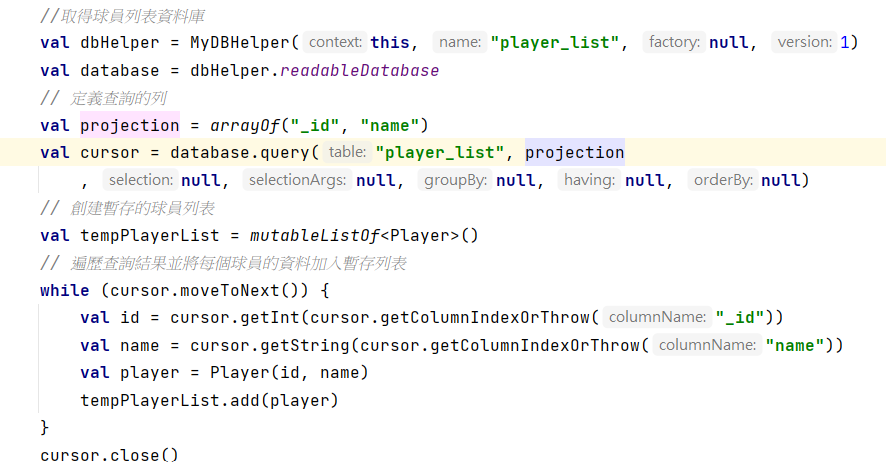 //取得球員列表資料庫
val dbHelper = MyDBHelper( context: this, name: "player_list", factory: null, version: 1)
val database = dbHelper.readableDatabase
// 定義查詢的列
val projection = arrayOf("_id", "name")
val cursor = database.query( table: "player_list", projection
, selection: null, selectionArgs: null, groupBy: null, having: null, orderBy: null)
// 創建暫存的球員列表
val tempPlayerList = mutableListOf<Player>()
// 遍歷查詢結果並將每個球員的資料加入暫存列表
while (cursor.moveToNext()) {
val id = cursor.getInt(cursor.getColumnIndexOrThrow( columnName: "_id"))
val name = cursor.getString(cursor.getColumnIndexOrThrow( columnName: "name"))
val player = Player(id, name)
tempPlayerList.add(player)
}
cursor.close()